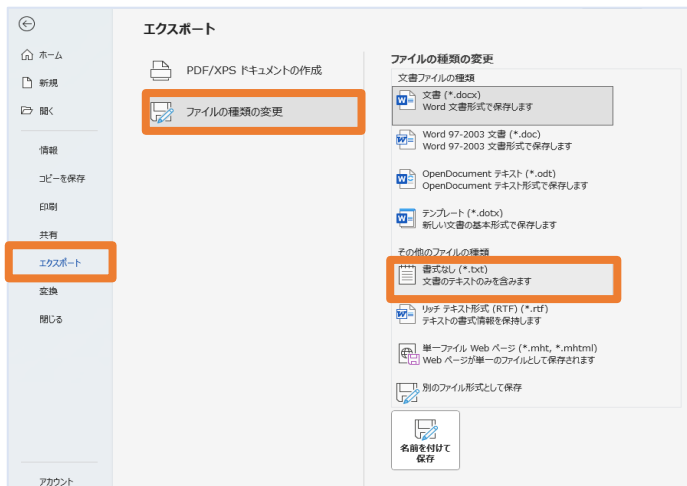 ホーム
新規
開く
情報
コピーを保存
印刷
共有
エクスポート
変換
閉じる
アカウント
エクスポート
PDF/XPS ドキュメントの作成
ファイルの種類の変更
ファイルの種類の変更
文書ファイルの種類
文書 (*.docx)
Word 文書形式で保存します
Word 97-2003 文書 (*.doc)
Word 97-2003 文書形式で保存します
OpenDocument テキスト (*.odt)
OpenDocument テキスト形式で保存します
テンプレート (*.dotx)
新しい文書の基本形式で保存します
その他のファイルの種類
書式なし (*.txt)
文書のテキストのみを含みます
リッチ テキスト形式 (RTF) (*.rtf)
テキストの書式情報を保持します
単一ファイル Web ページ (*.mht, *.mhtml)
Web ページが単一のファイルとして保存されます
別のファイル形式として保存
名前を付けて
保存